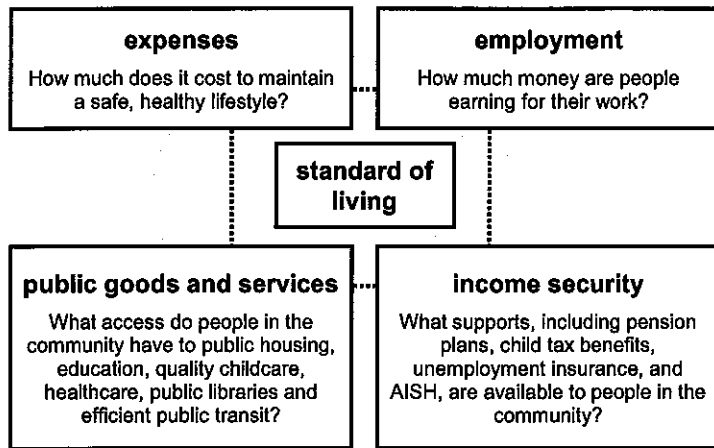 expenses
How much does it cost to maintain
a safe, healthy lifestyle?
employment
How much money are people
earning for their work?
standard of
living
public goods and services
What access do people in the
community have to public housing,
education, quality childcare,
healthcare, public libraries and
efficient public transit?
income security
What supports, including pension
plans, child tax benefits,
unemployment insurance, and
AISH, are available to people in the
community?